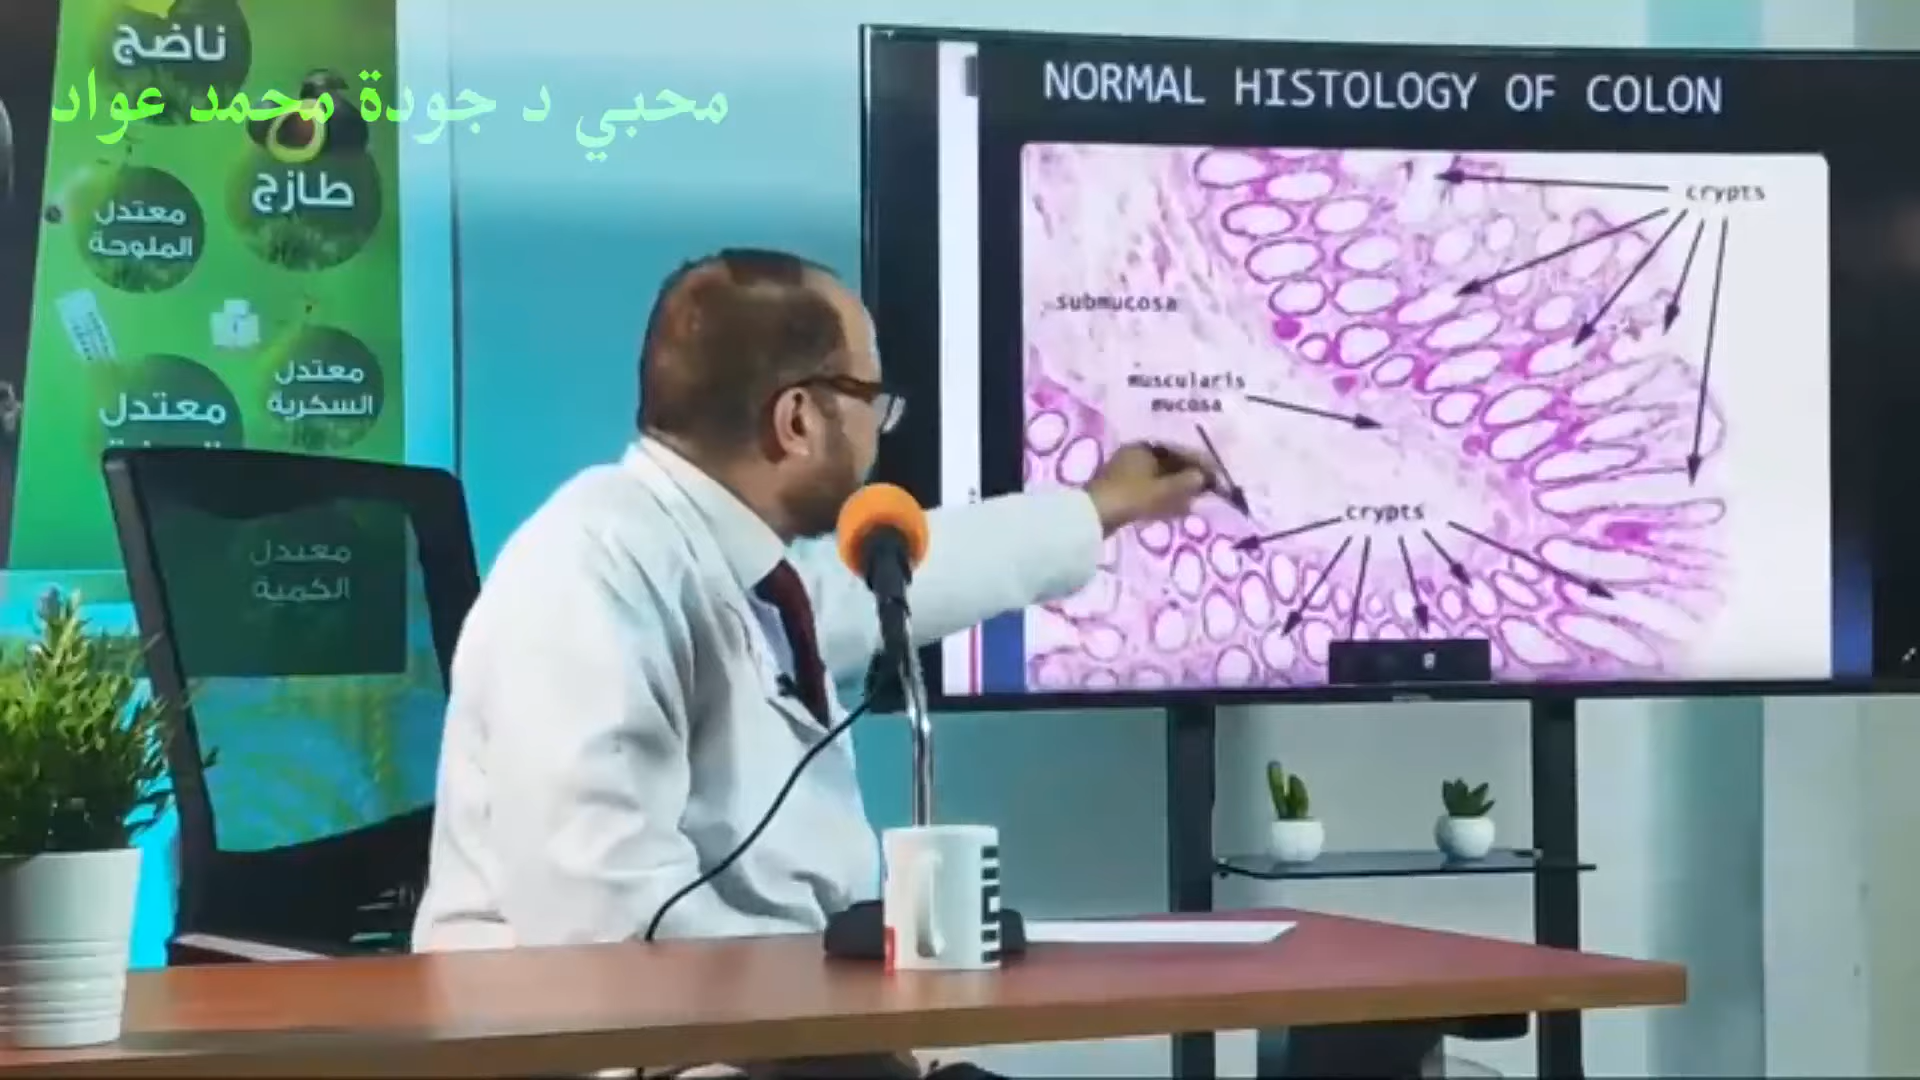 ناضج
محبي د جودة محمد عواد
طازج
معتدل
الملوحة
معتدل
السكرية
معتدل
معتدل
الكمية
NORMAL HISTOLOGY OF COLON
crypts
submucosa
muscularis
mucosa
crypts